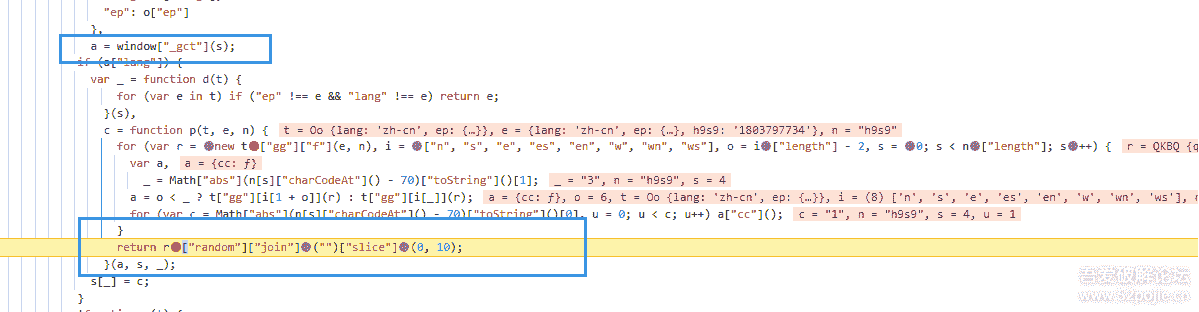 "ep": o["ep"]
},
a = window["_gct"](s);
if (o["lang"]) {
var _ = function d(t) {
for (var e in t) if ("ep" !== e && "lang" !== e) return e;
}(s),
c = function p(t, e, n) { t = Oo {lang: 'zh-cn', ep: {…}}, e = {lang: 'zh-cn', ep: {…}, h9s9: '1803797734'}, n = "h9s9"
for (var r = new t["gg"]["f"](e, n), i = ["n", "s", "e", "es", "en", "w", "wn", "ws"], o = i["length"] - 2, s = 0; s < n["length"]; s++) { r = QKBQ {q
var a, a = {cc: ƒ}
_ = Math["abs"](n[s]["charCodeAt"]() - 70)["toString"]()[1]; _ = "3", n = "h9s9", s = 4
a = o < _ ? t["gg"][i[1 + o]](r) : t["gg"][i[_]](r); a = {cc: ƒ}, o = 6, t = Oo {lang: 'zh-cn', ep: {…}}, i = (8) ['n', 's', 'e', 'es', 'en', 'w', 'wn', 'ws'], r
for (var c = Math["abs"](n[s]["charCodeAt"]() - 70)["toString"]()[0], u = 0; u < c; u++) a["cc"](); c = "1", n = "h9s9", s = 4, u = 1
}
return r["random"]["join"]("")["slice"](0, 10);
}(a, s, _);
s[_] = c;
}
吾爱破解论坛
www.52pojie.cn